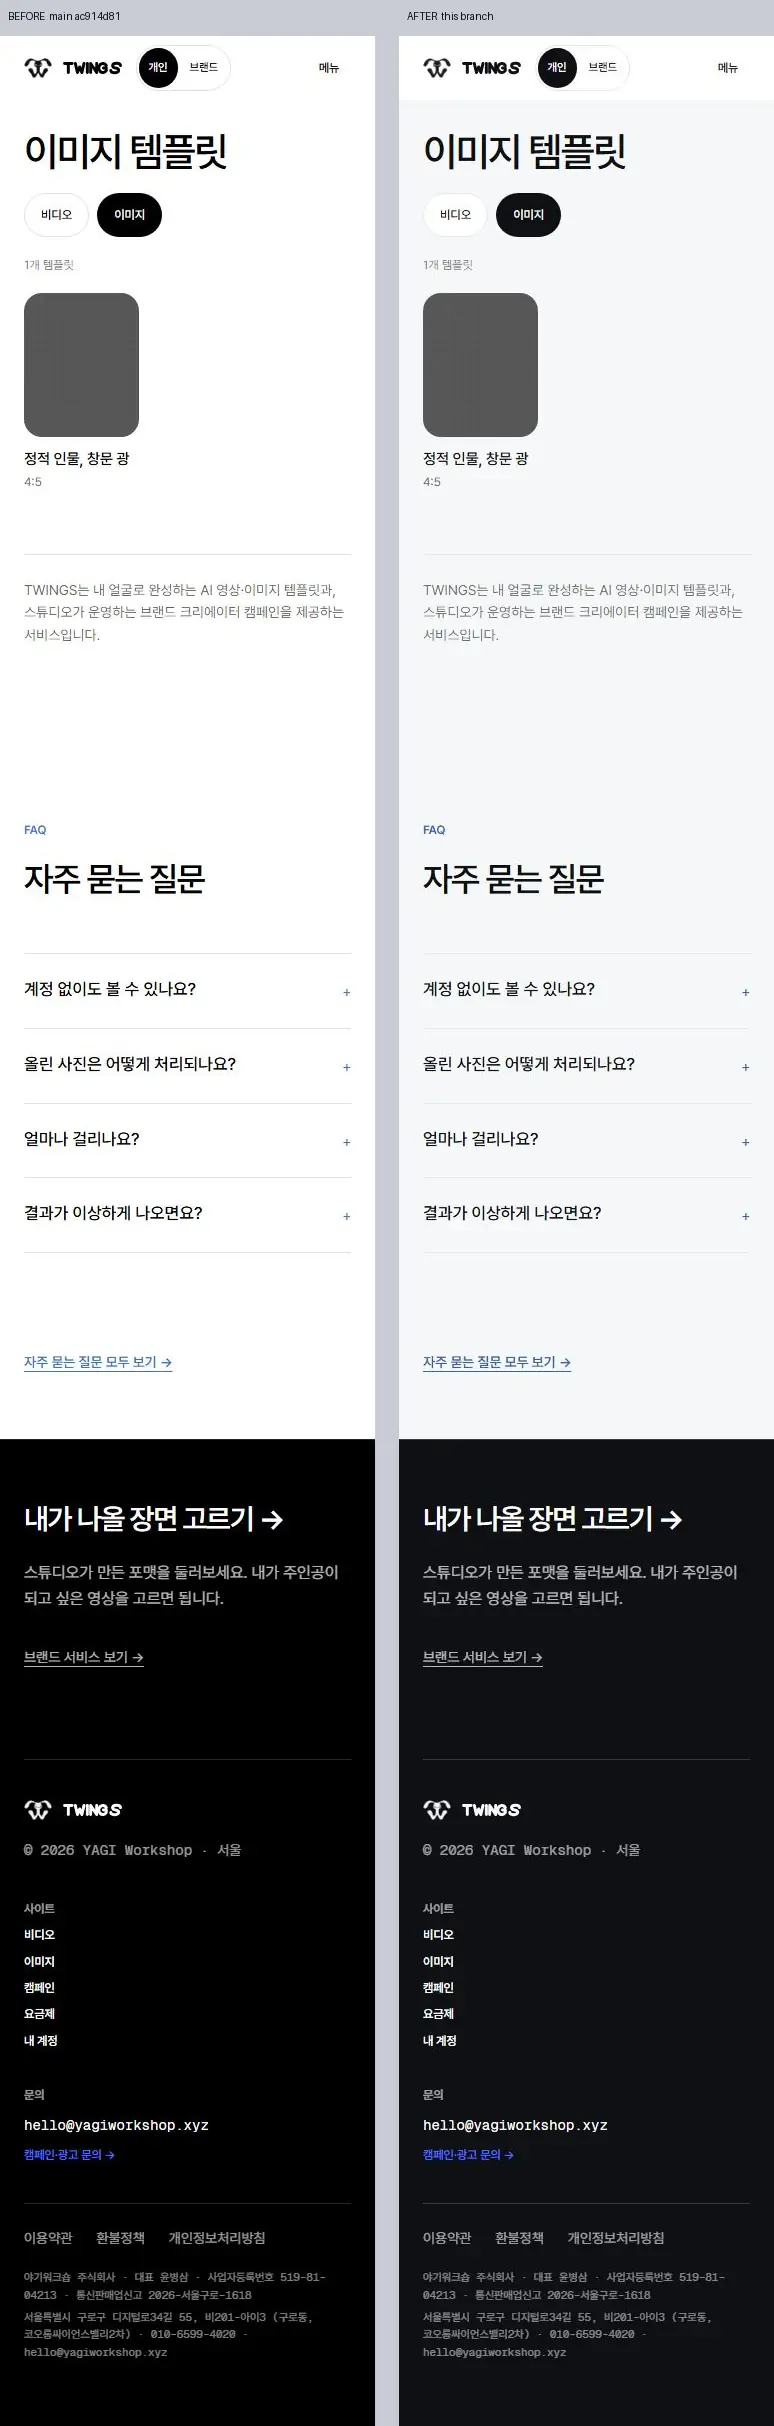 BEFORE main ac914d81
TWINGS 개인 브랜드 메뉴
이미지 템플릿
비디오 이미지
1개 템플릿
정적 인물, 창문 광
4:5
TWINGS는 내 얼굴로 완성하는 AI 영상·이미지 템플릿과,
스튜디오가 운영하는 브랜드 크리에이터 캠페인을 제공하는
서비스입니다.
FAQ
자주 묻는 질문
계정 없이도 볼 수 있나요? +
올린 사진은 어떻게 처리되나요? +
얼마나 걸리나요? +
결과가 이상하게 나오면요? +
자주 묻는 질문 모두 보기 →
내가 나올 장면 고르기 →
스튜디오가 만든 포맷을 둘러보세요. 내가 주인공이
되고 싶은 영상을 고르면 됩니다.
브랜드 서비스 보기 →
TWINGS
© 2026 YAGI Workshop · 서울
사이트
비디오
이미지
캠페인
요금제
내 계정
문의
hello@yagiworkshop.xyz
캠페인·광고 문의 →
이용약관 환불정책 개인정보처리방침
야기워크숍 주식회사 · 대표 윤병삼 · 사업자등록번호 519-81-
04213 · 통신판매업신고 2026-서울구로-1618
서울특별시 구로구 디지털로34길 55, 비201-아이3 (구로동,
코오롱싸이언스밸리2차) · 010-6599-4020 ·
hello@yagiworkshop.xyz
AFTER this branch
TWINGS 개인 브랜드 메뉴
이미지 템플릿
비디오 이미지
1개 템플릿
정적 인물, 창문 광
4:5
TWINGS는 내 얼굴로 완성하는 AI 영상·이미지 템플릿과,
스튜디오가 운영하는 브랜드 크리에이터 캠페인을 제공하는
서비스입니다.
FAQ
자주 묻는 질문
계정 없이도 볼 수 있나요? +
올린 사진은 어떻게 처리되나요? +
얼마나 걸리나요? +
결과가 이상하게 나오면요? +
자주 묻는 질문 모두 보기 →
내가 나올 장면 고르기 →
스튜디오가 만든 포맷을 둘러보세요. 내가 주인공이
되고 싶은 영상을 고르면 됩니다.
브랜드 서비스 보기 →
TWINGS
© 2026 YAGI Workshop · 서울
사이트
비디오
이미지
캠페인
요금제
내 계정
문의
hello@yagiworkshop.xyz
캠페인·광고 문의 →
이용약관 환불정책 개인정보처리방침
야기워크숍 주식회사 · 대표 윤병삼 · 사업자등록번호 519-81-
04213 · 통신판매업신고 2026-서울구로-1618
서울특별시 구로구 디지털로34길 55, 비201-아이3 (구로동,
코오롱싸이언스밸리2차) · 010-6599-4020 ·
hello@yagiworkshop.xyz